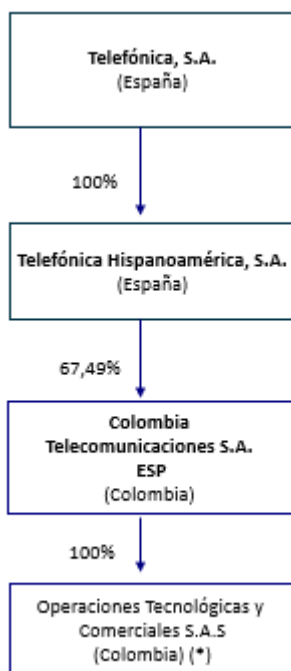 Telefónica, S.A.
(España)
100%
Telefónica Hispanoamérica, S.A.
(España)
67,49%
Colombia
Telecomunicaciones S.A.
ESP
(Colombia)
100%
Operaciones Tecnológicas y
Comerciales S.A.S
(Colombia) (*)